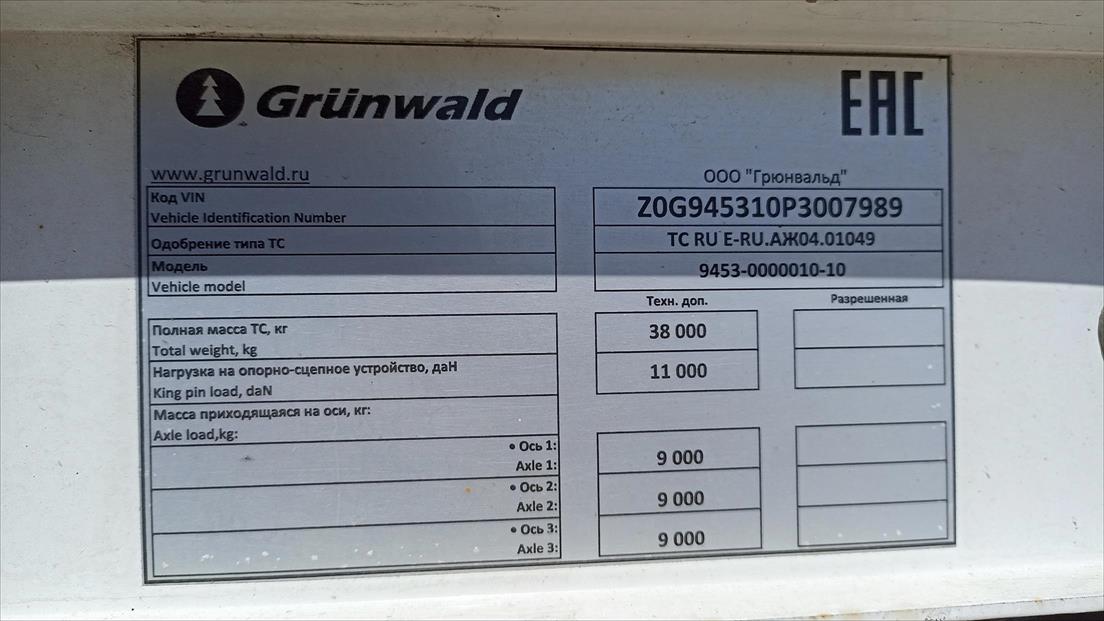 Grünwald
EAC
www.grunwald.ru
ООО "Грюнвальд"
Код VIN
Vehicle Identification Number
Z0G945310P3007989
Одобрение типа ТС
ТС RU Е-RU.АЖ04.01049
Модель
Vehicle model
9453-0000010-10
Техн. доп.
Разрешенная
Полная масса ТС, кг
Total weight, kg
38 000
Нагрузка на опорно-сцепное устройство, даН
King pin load, daN
11 000
Масса приходящаяся на оси, кг:
Axle load,kg:
• Ось 1:
Axle 1:
9 000
• Ось 2:
Axle 2:
9 000
• Ось 3:
Axle 3:
9 000